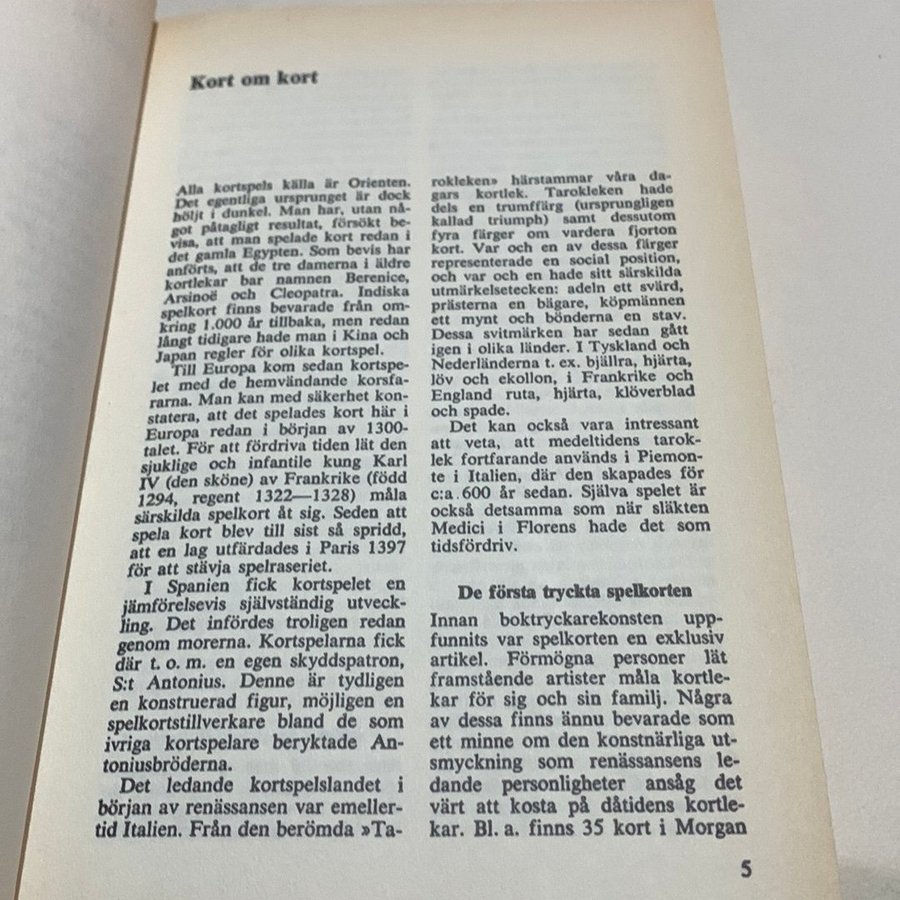 Kort om kort
Alla kortspels källa är Orienten.
Det egentliga ursprunget är dock
höljt i dunkel. Man har, utan nå-
got påtagligt resultat, försökt be-
visa, att man spelade kort redan i
det gamla Egypten. Som bevis har
anförts, att de tre damerna i äldre
kortlekar bar namnen Berenice,
Arsinoë och Cleopatra. Indiska
spelkort finns bevarade från om-
kring 1.000 år tillbaka, men redan
långt tidigare hade man i Kina och
Japan regler för olika kortspel.
Till Europa kom sedan kortspe-
let med de hemvändande korsfa-
rarna. Man kan med säkerhet kon-
statera, att det spelades kort här i
Europa redan i början av 1300-
talet. För att fördriva tiden lät den
sjuklige och infantile kung Karl
IV (den sköne) av Frankrike (född
1294, regent 1322—1328) måla
särskilda spelkort åt sig. Seden att
spela kort blev till sist så spridd,
att en lag utfärdades i Paris 1397
för att stävja spelraseriet.
I Spanien fick kortspelet en
jämförelsevis självständig utveck-
ling. Det infördes troligen redan
genom morerna. Kortspelarna fick
där t. o. m. en egen skyddspatron,
S:t Antonius. Denne är tydligen
en konstruerad figur, möjligen en
spelkortstillverkare bland de som
ivriga kortspelare beryktade An-
toniusbröderna.
Det ledande kortspelslandet i
början av renässansen var emeller-
tid Italien. Från den berömda »Ta-
rokleken» härstammar våra da-
gars kortlek. Tarokleken hade
dels en trumffärg (ursprungligen
kallad triumph) samt dessutom
fyra färger om vardera fjorton
kort. Var och en av dessa färger
representerade en social position,
och var och en hade sitt särskilda
utmärkelsetecken: adeln ett svärd,
prästerna en bägare, köpmännen
ett mynt och bönderna en stav.
Dessa svitmärken har sedan gått
igen i olika länder. I Tyskland och
Nederländerna t. ex. bjällra, hjärta,
löv och ekollon, i Frankrike och
England ruta, hjärta, klöverblad
och spade.
Det kan också vara intressant
att veta, att medeltidens tarok-
lek fortfarande används i Piemon-
te i Italien, där den skapades för
c:a 600 år sedan. Själva spelet är
också detsamma som när släkten
Medici i Florens hade det som
tidsfördriv.
De första tryckta spelkorten
Innan boktryckarekonsten upp-
funnits var spelkorten en exklusiv
artikel. Förmögna personer lät
framstående artister måla kortle-
kar för sig och sin familj. Några
av dessa finns ännu bevarade som
ett minne om den konstnärliga ut-
smyckning som renässansens le-
dande personligheter ansåg det
värt att kosta på dåtidens kortle-
kar. Bl. a. finns 35 kort i Morgan
5